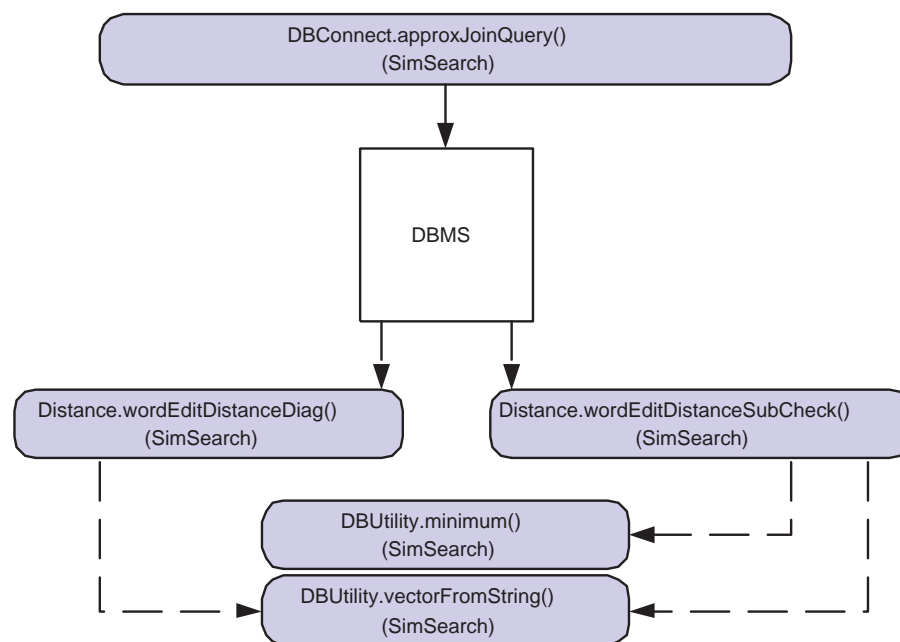 DBConnect.approxJoinQuery()
(SimSearch)
DBMS
Distance.wordEditDistanceDiag()
(SimSearch)
Distance.wordEditDistanceSubCheck()
(SimSearch)
DBUtility.minimum()
(SimSearch)
DBUtility.vectorFromString()
(SimSearch)